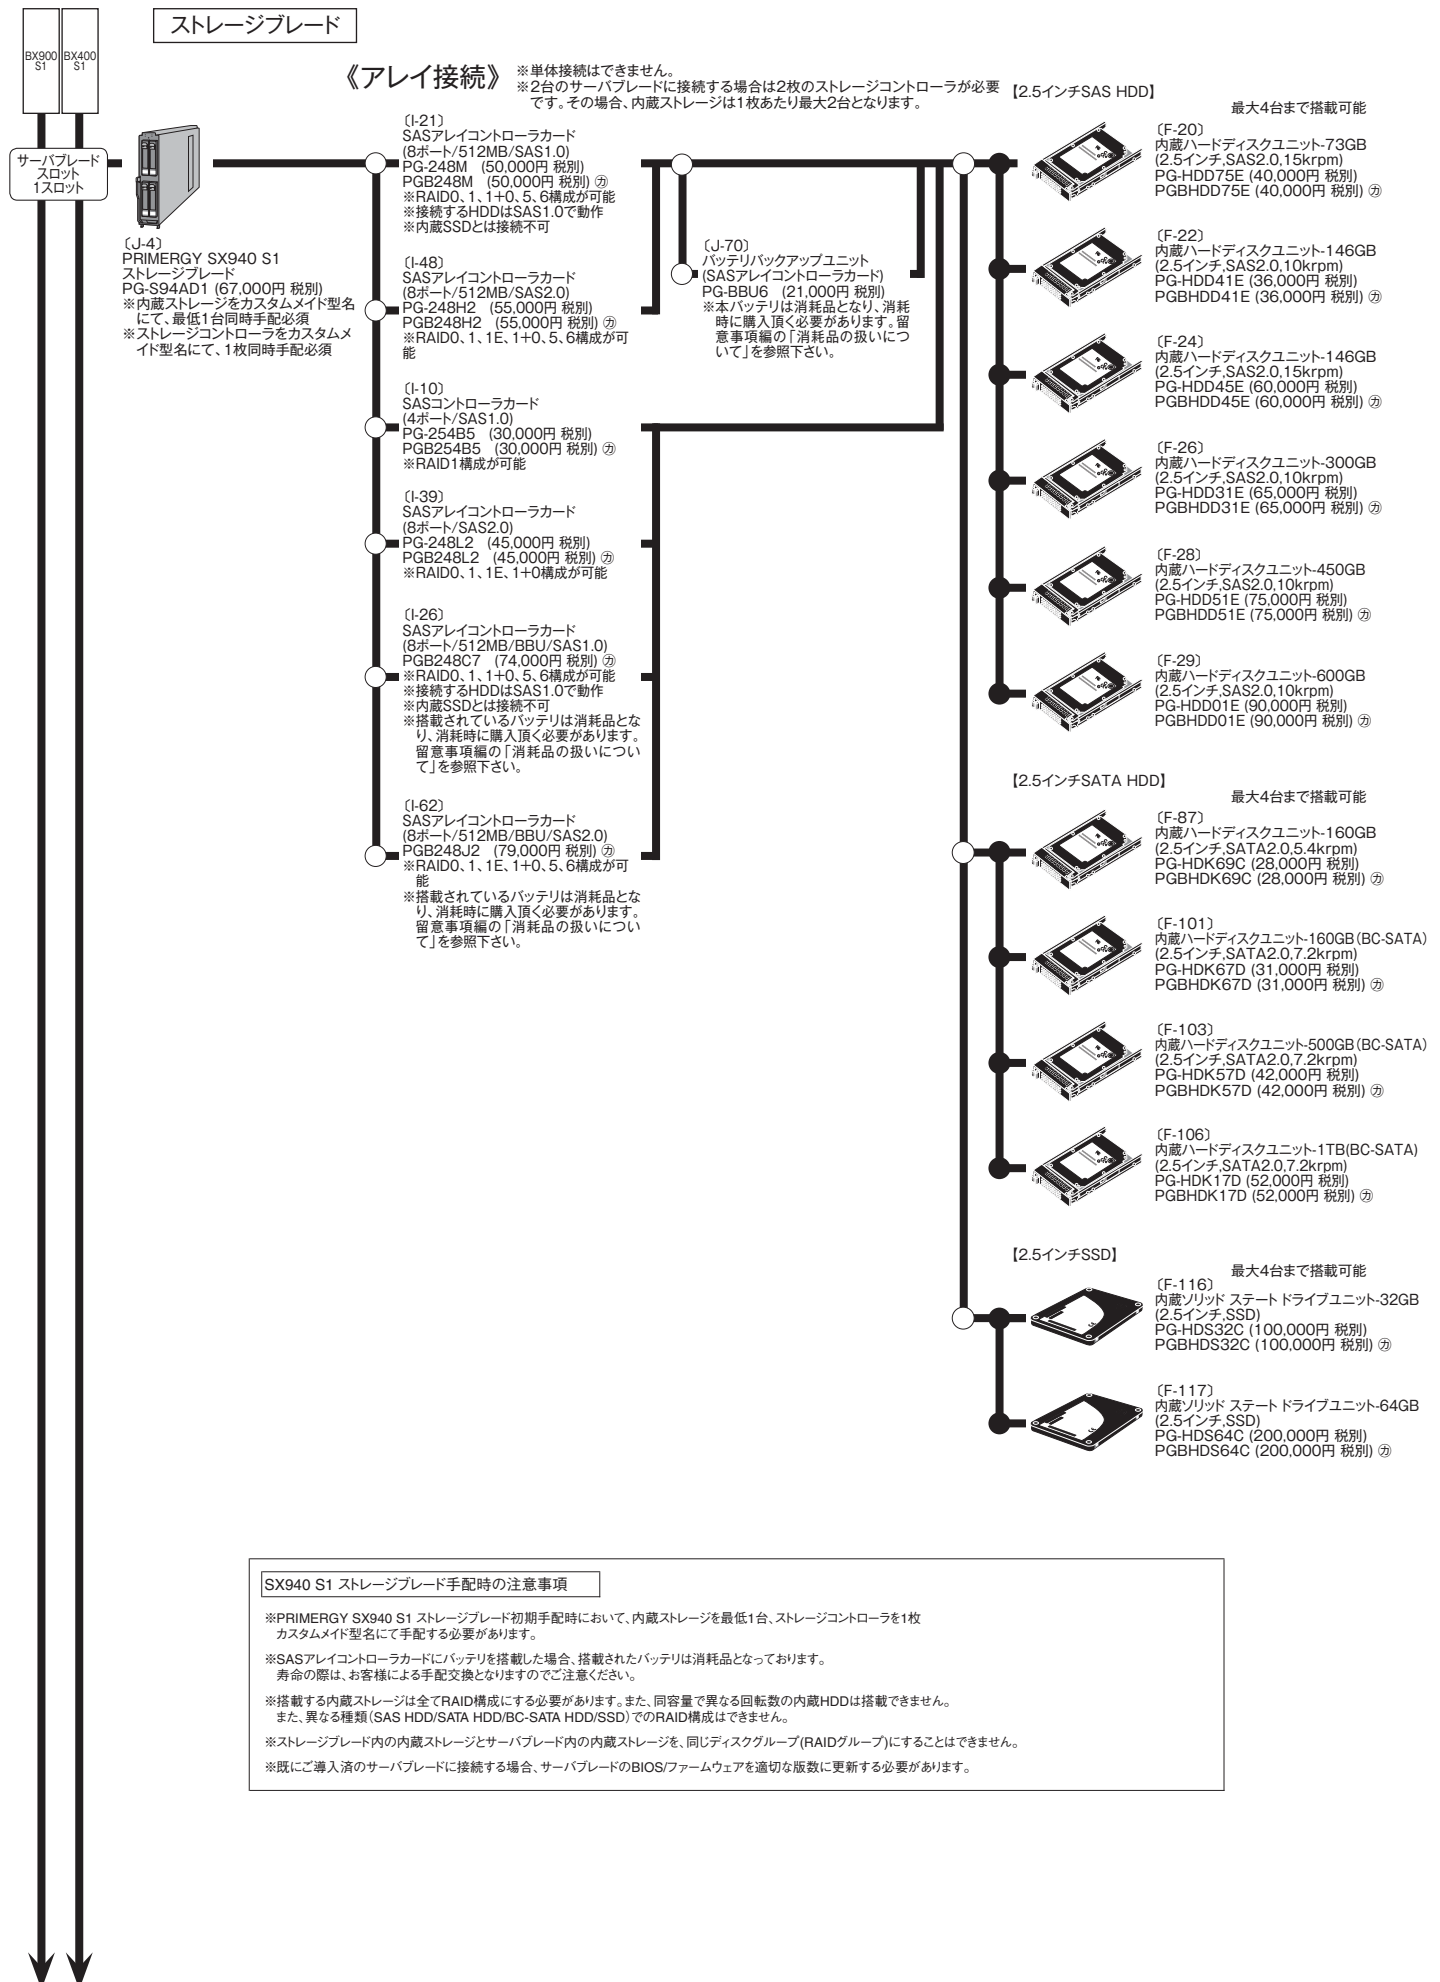 BX900
S1
BX400
S1
ストレージブレード
サーバブレード
スロット
1スロット
〔J-4〕
PRIMERGY SX940 S1
ストレージブレード
PG-S94AD1 (67,000円 税別)
※内蔵ストレージをカスタムメイド型名
にて、最低1台同時手配必須
※ストレージコントローラをカスタムメ
イド型名にて、1枚同時手配必須
《アレイ接続》
※単体接続はできません。
※2台のサーバブレードに接続する場合は2枚のストレージコントローラが必要
です。その場合、内蔵ストレージは1枚あたり最大2台となります。
〔I-21〕
SASアレイコントローラカード
(8ポート/512MB/SAS1.0)
PG-248M (50,000円 税別)
PGB248M (50,000円 税別) ㋕
※RAID0、1、1+0、5、6構成が可能
※接続するHDDはSAS1.0で動作
※内蔵SSDとは接続不可
〔I-48〕
SASアレイコントローラカード
(8ポート/512MB/SAS2.0)
PG-248H2 (55,000円 税別)
PGB248H2 (55,000円 税別) ㋕
※RAID0、1、1E、1+0、5、6構成が可
能
〔I-10〕
SASコントローラカード
(4ポート/SAS1.0)
PG-254B5 (30,000円 税別)
PGB254B5 (30,000円 税別) ㋕
※RAID1構成が可能
〔I-39〕
SASアレイコントローラカード
(8ポート/SAS2.0)
PG-248L2 (45,000円 税別)
PGB248L2 (45,000円 税別) ㋕
※RAID0、1、1E、1+0構成が可能
〔I-26〕
SASアレイコントローラカード
(8ポート/512MB/BBU/SAS1.0)
PGB248C7 (74,000円 税別) ㋕
※RAID0、1、1+0、5、6構成が可能
※接続するHDDはSAS1.0で動作
※内蔵SSDとは接続不可
※搭載されているバッテリは消耗品とな
り、消耗時に購入頂く必要があります。
留意事項編の「消耗品の扱いについ
て」を参照下さい。
〔I-62〕
SASアレイコントローラカード
(8ポート/512MB/BBU/SAS2.0)
PGB248J2 (79,000円 税別) ㋕
※RAID0、1、1E、1+0、5、6構成が可
能
※搭載されているバッテリは消耗品とな
り、消耗時に購入頂く必要があります。
留意事項編の「消耗品の扱いについ
て」を参照下さい。
〔J-70〕
バッテリバックアップユニット
(SASアレイコントローラカード)
PG-BBU6 (21,000円 税別)
※本バッテリは消耗品となり、消耗
時に購入頂く必要があります。留
意事項編の「消耗品の扱いにつ
いて」を参照下さい。
【2.5インチSAS HDD】
最大4台まで搭載可能
〔F-20〕
内蔵ハードディスクユニット-73GB
(2.5インチ,SAS2.0,15krpm)
PG-HDD75E (40,000円 税別)
PGBHDD75E (40,000円 税別) ㋕
〔F-22〕
内蔵ハードディスクユニット-146GB
(2.5インチ,SAS2.0,10krpm)
PG-HDD41E (36,000円 税別)
PGBHDD41E (36,000円 税別) ㋕
〔F-24〕
内蔵ハードディスクユニット-146GB
(2.5インチ,SAS2.0,15krpm)
PG-HDD45E (60,000円 税別)
PGBHDD45E (60,000円 税別) ㋕
〔F-26〕
内蔵ハードディスクユニット-300GB
(2.5インチ,SAS2.0,10krpm)
PG-HDD31E (65,000円 税別)
PGBHDD31E (65,000円 税別) ㋕
〔F-28〕
内蔵ハードディスクユニット-450GB
(2.5インチ,SAS2.0,10krpm)
PG-HDD51E (75,000円 税別)
PGBHDD51E (75,000円 税別) ㋕
〔F-29〕
内蔵ハードディスクユニット-600GB
(2.5インチ,SAS2.0,10krpm)
PG-HDD01E (90,000円 税別)
PGBHDD01E (90,000円 税別) ㋕
【2.5インチSATA HDD】
最大4台まで搭載可能
〔F-87〕
内蔵ハードディスクユニット-160GB
(2.5インチ,SATA2.0,5.4krpm)
PG-HDK69C (28,000円 税別)
PGBHDK69C (28,000円 税別) ㋕
〔F-101〕
内蔵ハードディスクユニット-160GB(BC-SATA)
(2.5インチ,SATA2.0,7.2krpm)
PG-HDK67D (31,000円 税別)
PGBHDK67D (31,000円 税別) ㋕
〔F-103〕
内蔵ハードディスクユニット-500GB(BC-SATA)
(2.5インチ,SATA2.0,7.2krpm)
PG-HDK57D (42,000円 税別)
PGBHDK57D (42,000円 税別) ㋕
〔F-106〕
内蔵ハードディスクユニット-1TB(BC-SATA)
(2.5インチ,SATA2.0,7.2krpm)
PG-HDK17D (52,000円 税別)
PGBHDK17D (52,000円 税別) ㋕
【2.5インチSSD】
最大4台まで搭載可能
〔F-116〕
内蔵ソリッド ステート ドライブユニット-32GB
(2.5インチ,SSD)
PG-HDS32C (100,000円 税別)
PGBHDS32C (100,000円 税別) ㋕
〔F-117〕
内蔵ソリッド ステート ドライブユニット-64GB
(2.5インチ,SSD)
PG-HDS64C (200,000円 税別)
PGBHDS64C (200,000円 税別) ㋕
SX940 S1 ストレージブレード手配時の注意事項
※PRIMERGY SX940 S1 ストレージブレード初期手配時において、内蔵ストレージを最低1台、ストレージコントローラを1枚
カスタムメイド型名にて手配する必要があります。
※SASアレイコントローラカードにバッテリを搭載した場合、搭載されたバッテリは消耗品となっております。
寿命の際は、お客様による手配交換となりますのでご注意ください。
※搭載する内蔵ストレージは全てRAID構成にする必要があります。また、同容量で異なる回転数の内蔵HDDは搭載できません。
また、異なる種類(SAS HDD/SATA HDD/BC-SATA HDD/SSD)でのRAID構成はできません。
※ストレージブレード内の内蔵ストレージとサーバブレード内の内蔵ストレージを、同じディスクグループ(RAIDグループ)にすることはできません。
※既にご導入済のサーバブレードに接続する場合、サーバブレードのBIOS/ファームウェアを適切な版数に更新する必要があります。